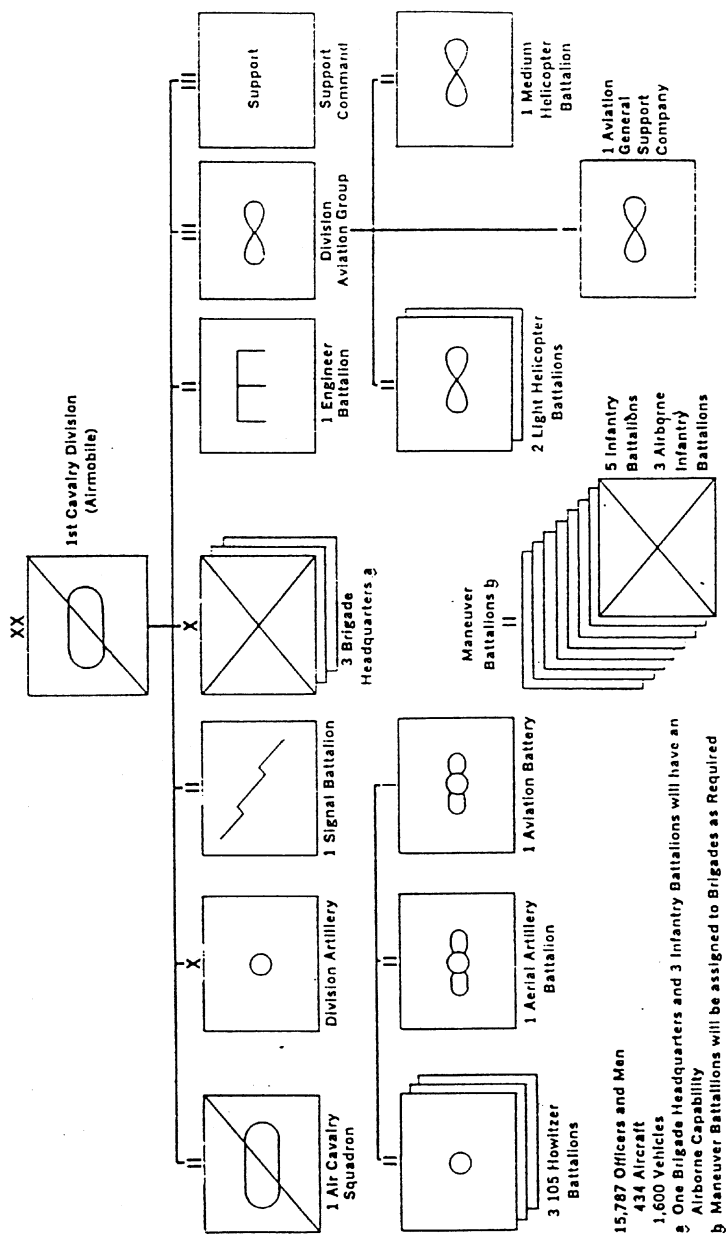 XX
1st Cavalry Division
(Airmobile)
II
X
II
X
II
III
III
1 Air Cavalry
Squadron
Division Artillery
1 Signal Battalion
3 Brigade
Headquarters a
1 Engineer
Battalion
Division
Aviation Group
Support
Support
Command
II
II
I
3 105 Howitzer
Battalions
1 Aerial Artillery
Battalion
1 Aviation Battery
Maneuver
Battalions b
II
5 Infantry
Battalions
3 Airborne
Infantry
Battalions
II
I
II
2 Light Helicopter
Battalions
1 Aviation
General
Support
Company
1 Medium
Helicopter
Battalion
15,787 Officers and Men
434 Aircraft
1,600 Vehicles
a One Brigade Headquarters and 3 Infantry Battalions will have an
Airborne Capability
b Maneuver Battallions will be assigned to Brigades as Required